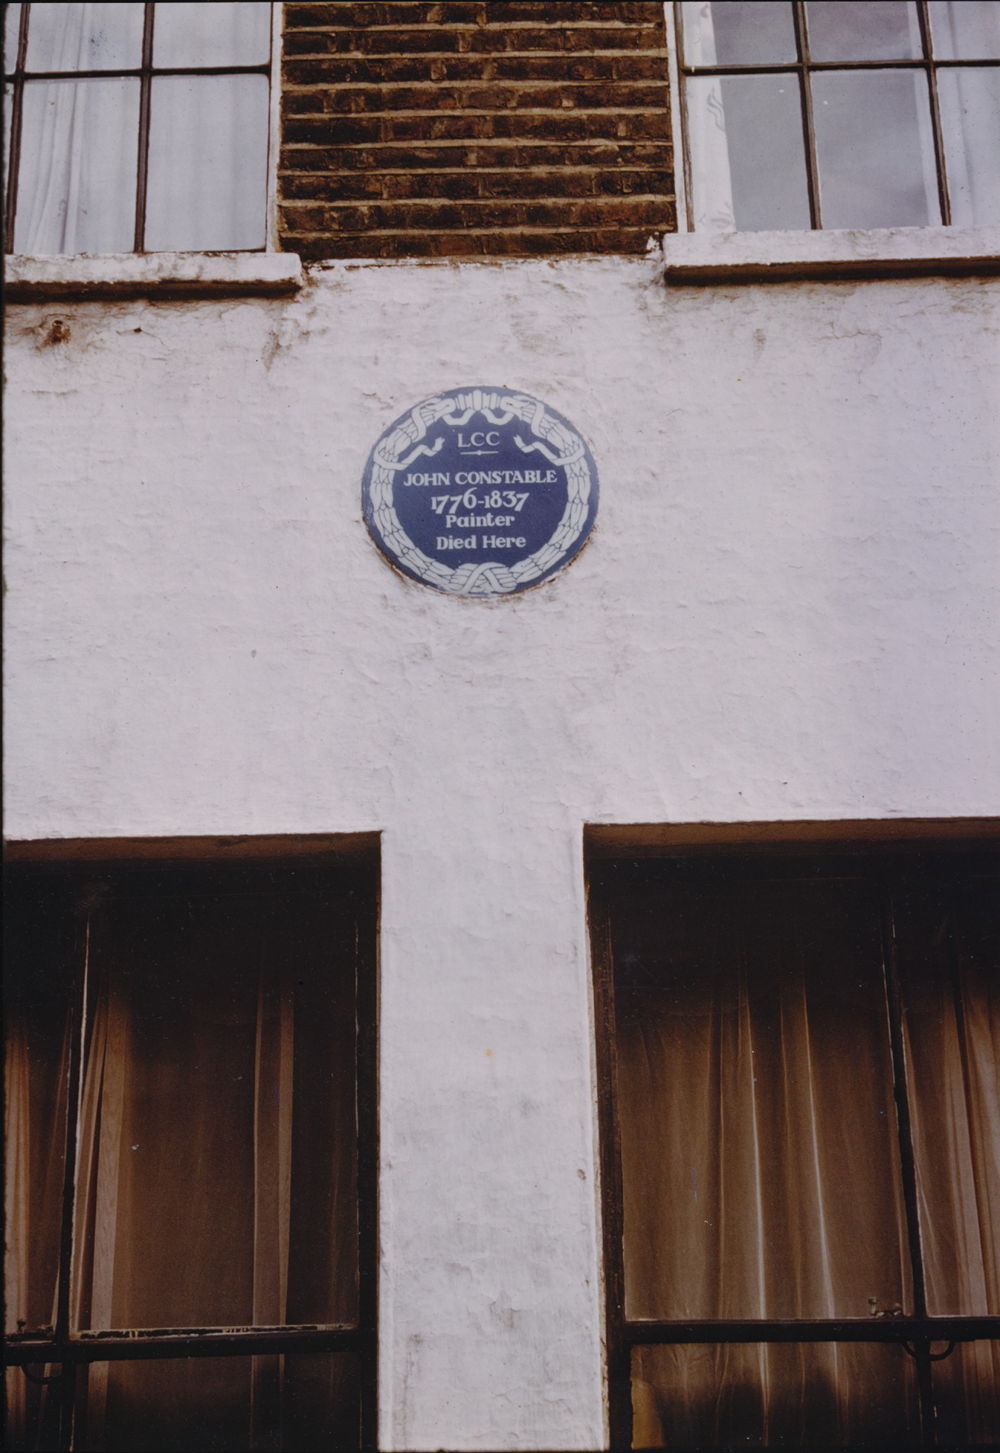 LCC
JOHN CONSTABLE
1776-1837
Painter
Died Here